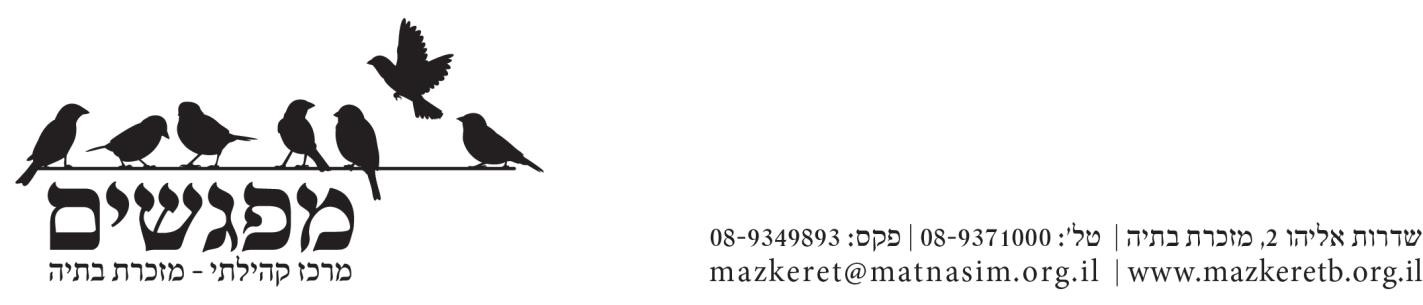 מפגשים
מרכז קהילתי - מזכרת בתיה
שדרות אליהו 2, מזכרת בתיה | טל': 08-9371000 | פקס: 08-9349893
mazkeret@matnasim.org.il | www.mazkeretb.org.il